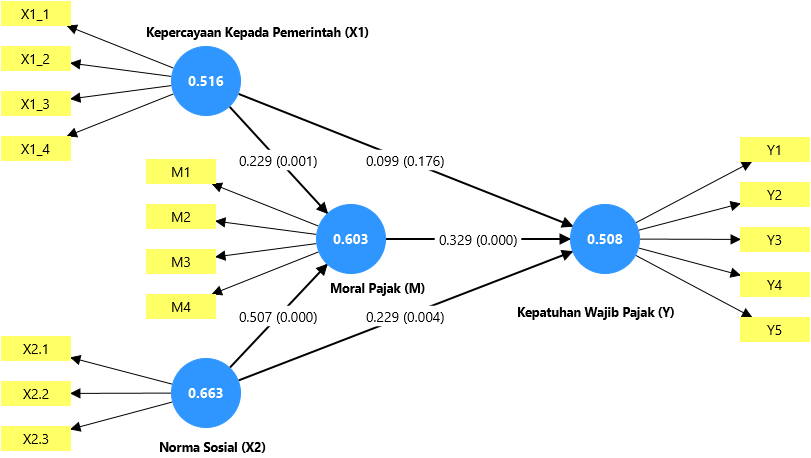 X1_1
X1_2
X1_3
X1_4
Kepercayaan Kepada Pemerintah (X1)
0.516
0.229 (0.001)
0.099 (0.176)
M1
M2
M3
M4
0.603
Moral Pajak (M)
0.329 (0.000)
0.507 (0.000)
0.229 (0.004)
X2.1
X2.2
X2.3
0.663
Norma Sosial (X2)
0.508
Kepatuhan Wajib Pajak (Y)
Y1
Y2
Y3
Y4
Y5